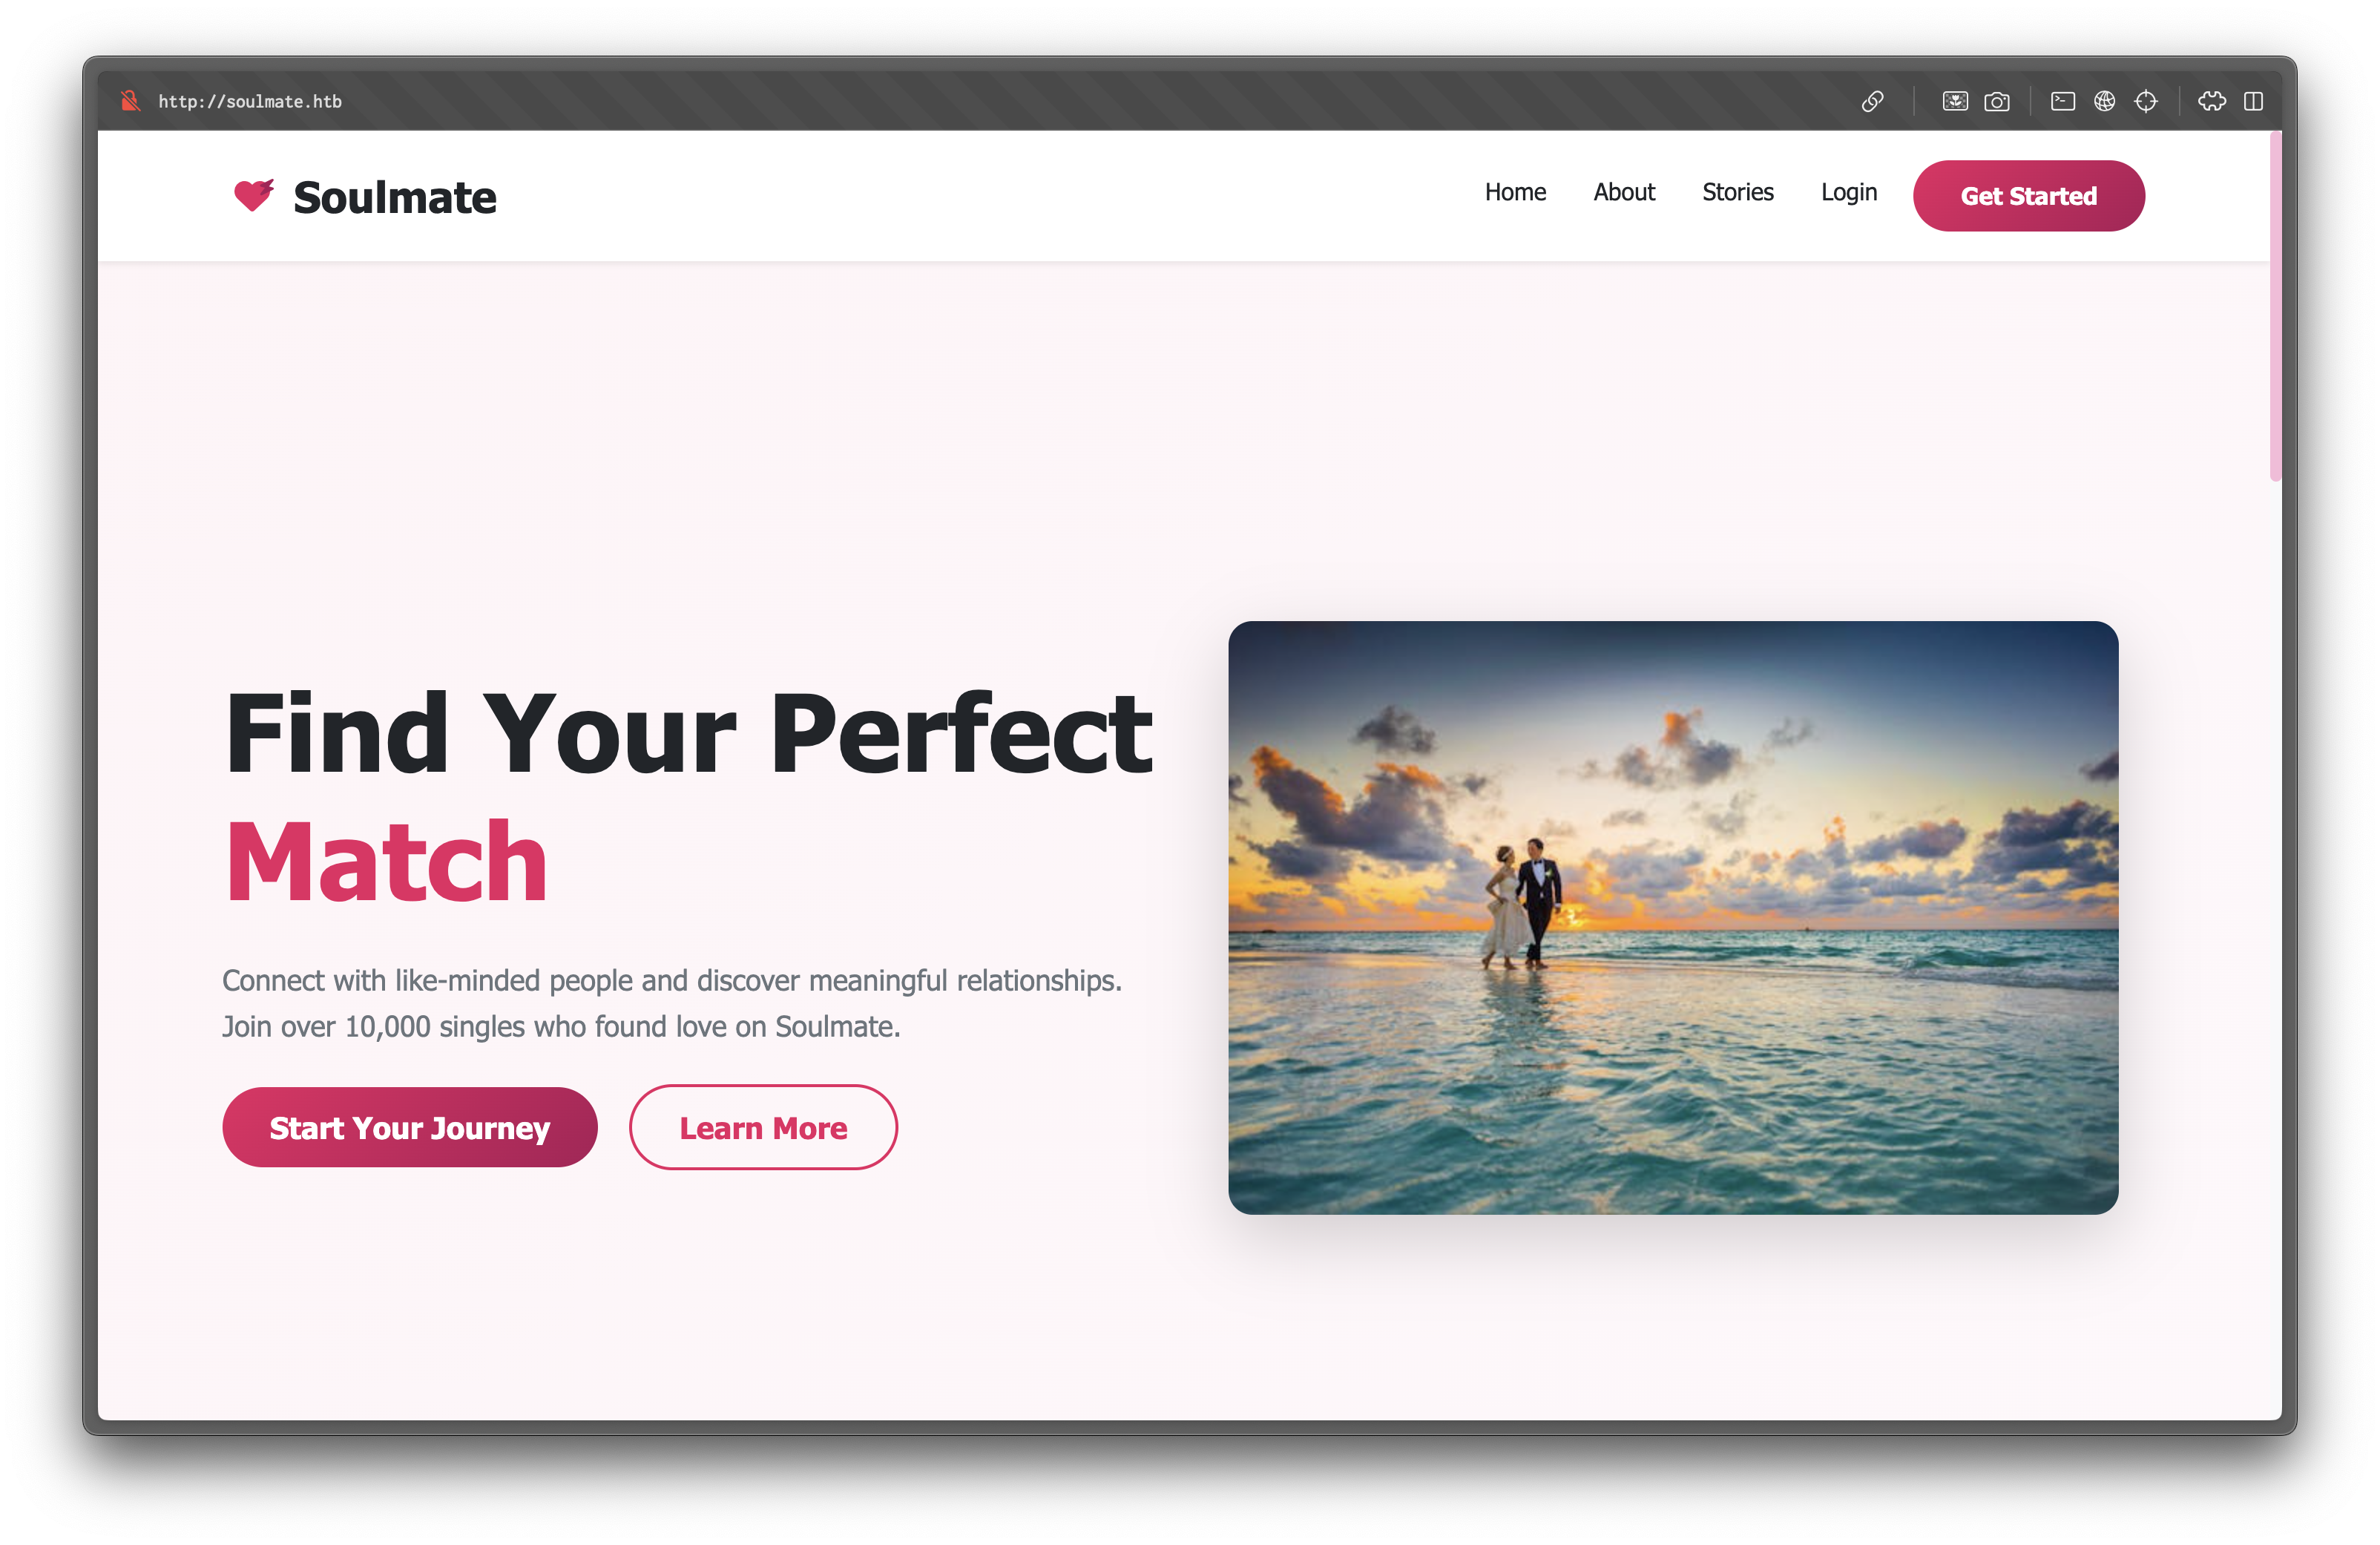 http://soulmate.htb
Soulmate
Home About Stories Login Get Started
Find Your Perfect
Match
Connect with like-minded people and discover meaningful relationships.
Join over 10,000 singles who found love on Soulmate.
Start Your Journey Learn More